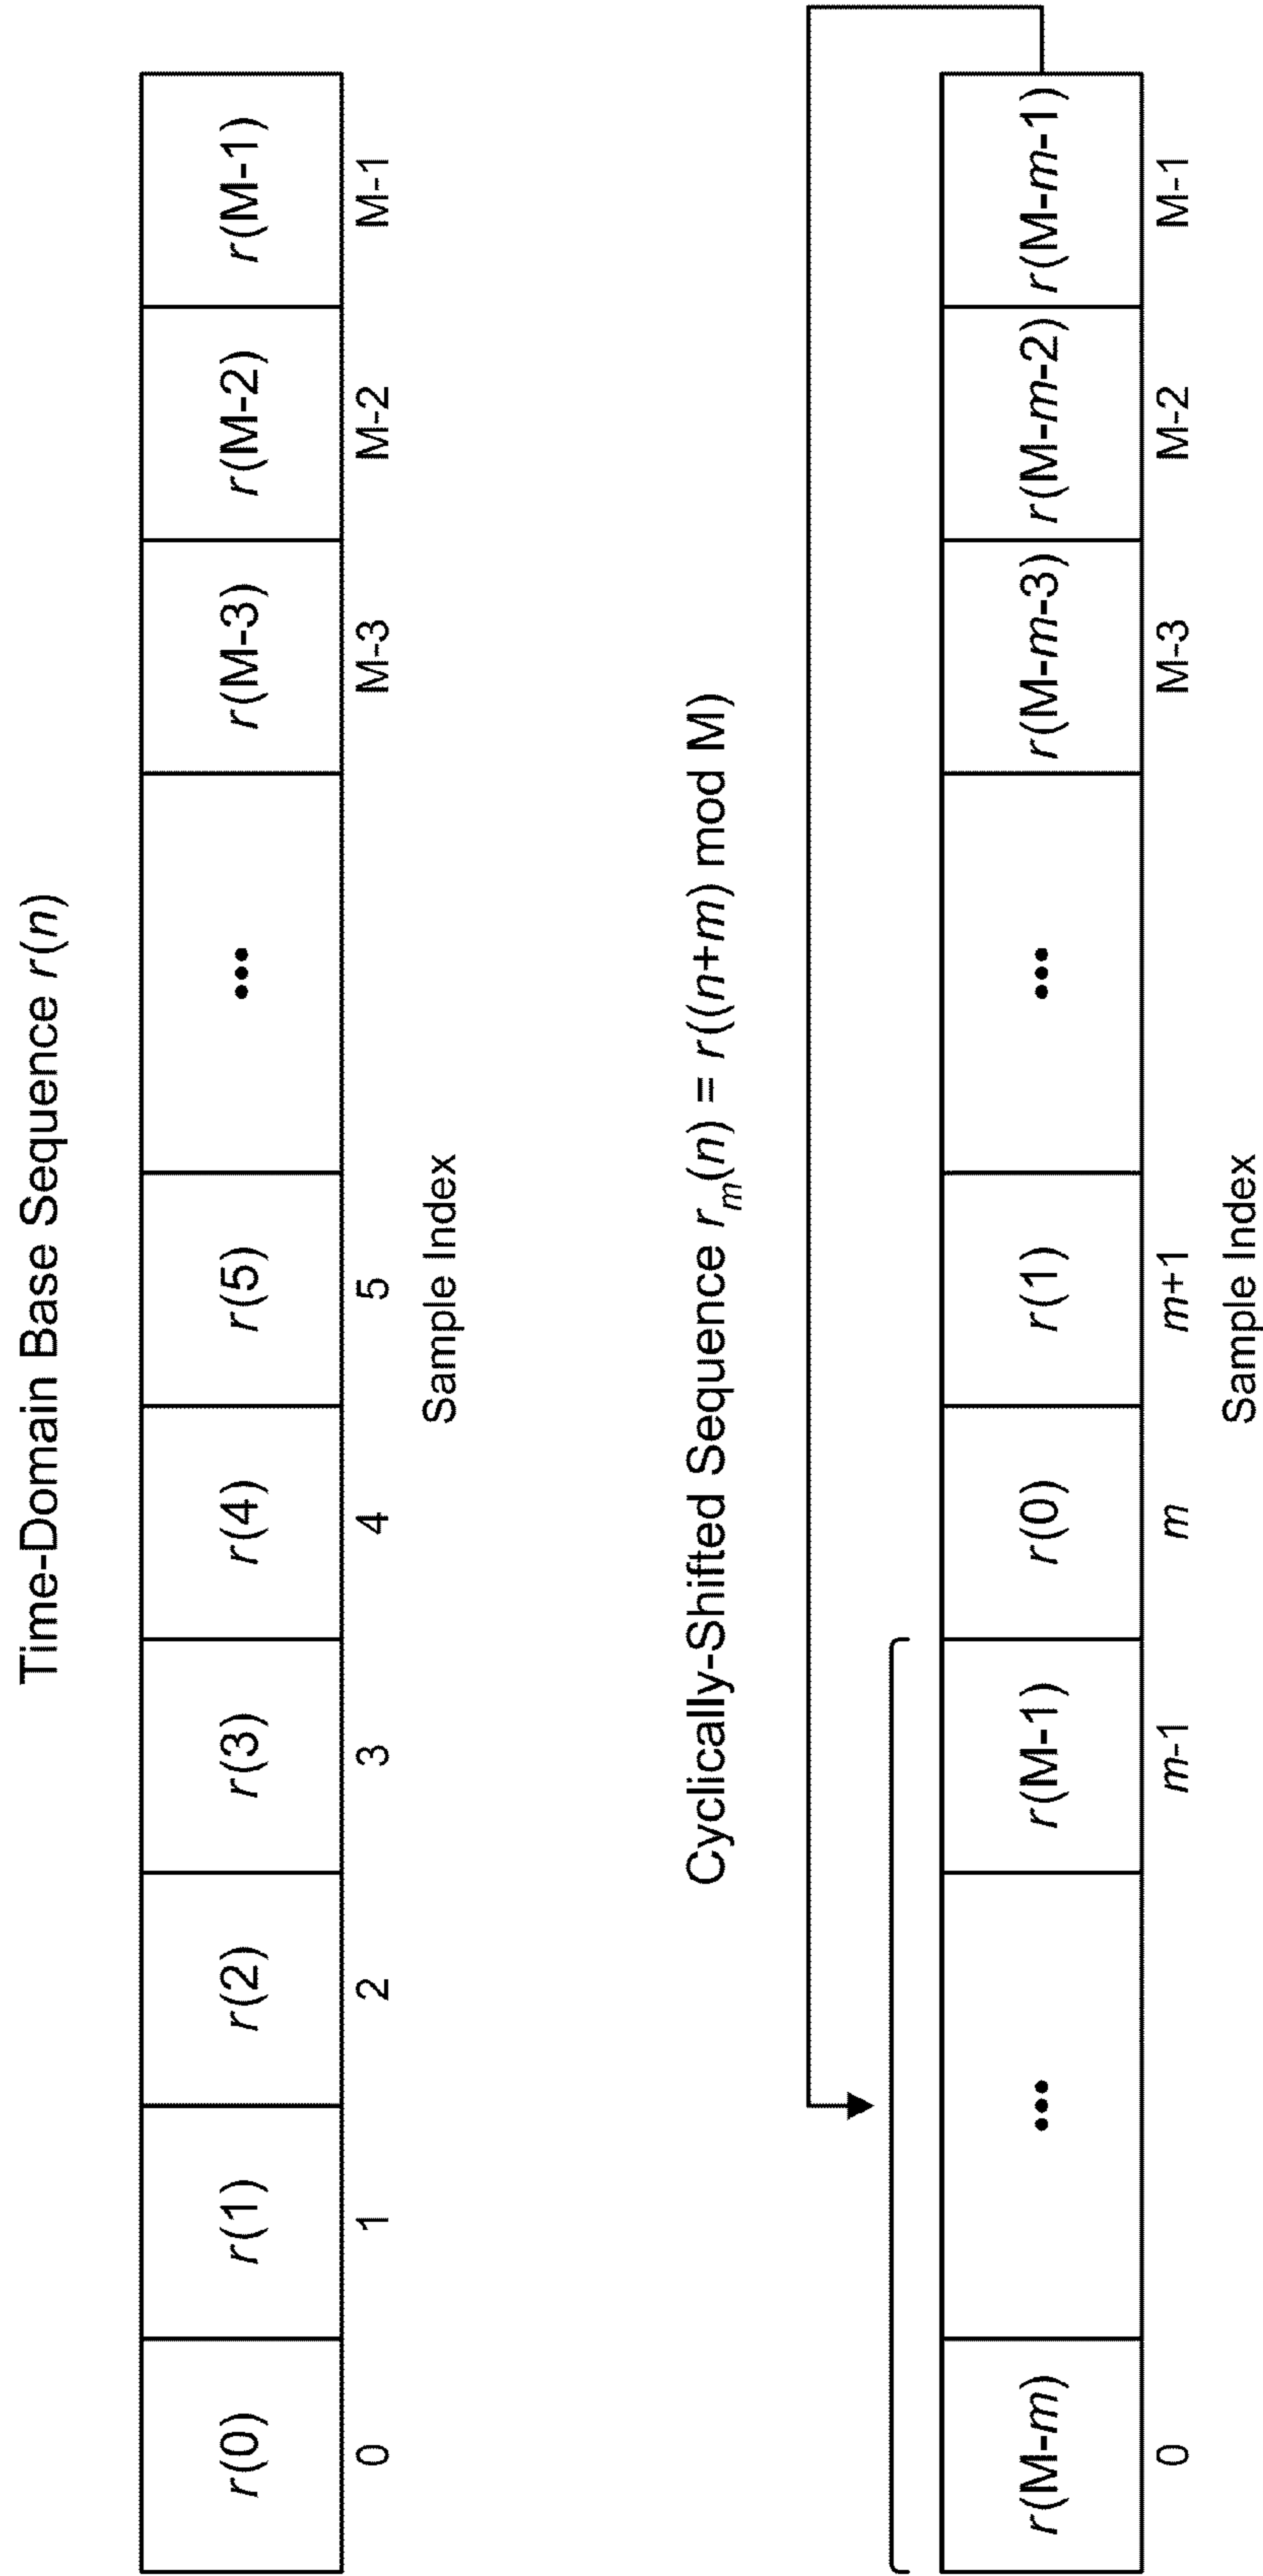 Time-Domain Base Sequence r(n)
r(0) r(1) r(2) r(3) r(4) r(5) ••• r(M-3) r(M-2) r(M-1)
0 1 2 3 4 5 M-3 M-2 M-1
Sample Index
Cyclically-Shifted Sequence rₘ(n) = r((n+m) mod M)
r(M-m) ••• r(M-1) r(0) r(1) ••• r(M-m-3) r(M-m-2) r(M-m-1)
0 m-1 m m+1 M-3 M-2 M-1
Sample Index